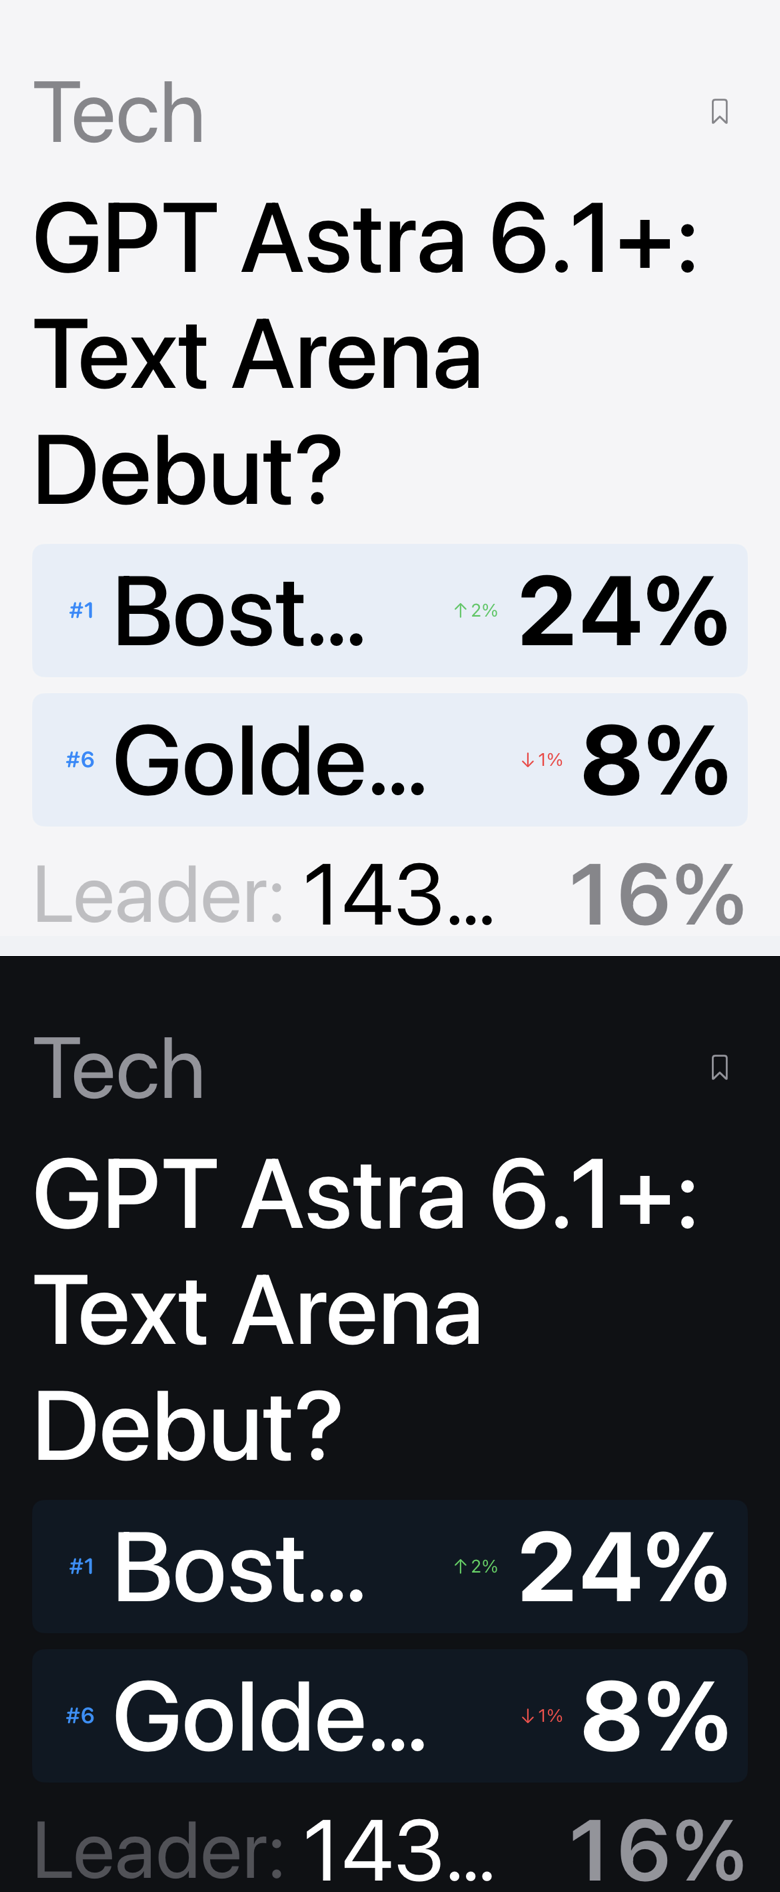 Tech
GPT Astra 6.1+:
Text Arena
Debut?
#1 Bost... ↑2% 24%
#6 Golde... ↓1% 8%
Leader: 143... 16%
Tech
GPT Astra 6.1+:
Text Arena
Debut?
#1 Bost... ↑2% 24%
#6 Golde... ↓1% 8%
Leader: 143... 16%